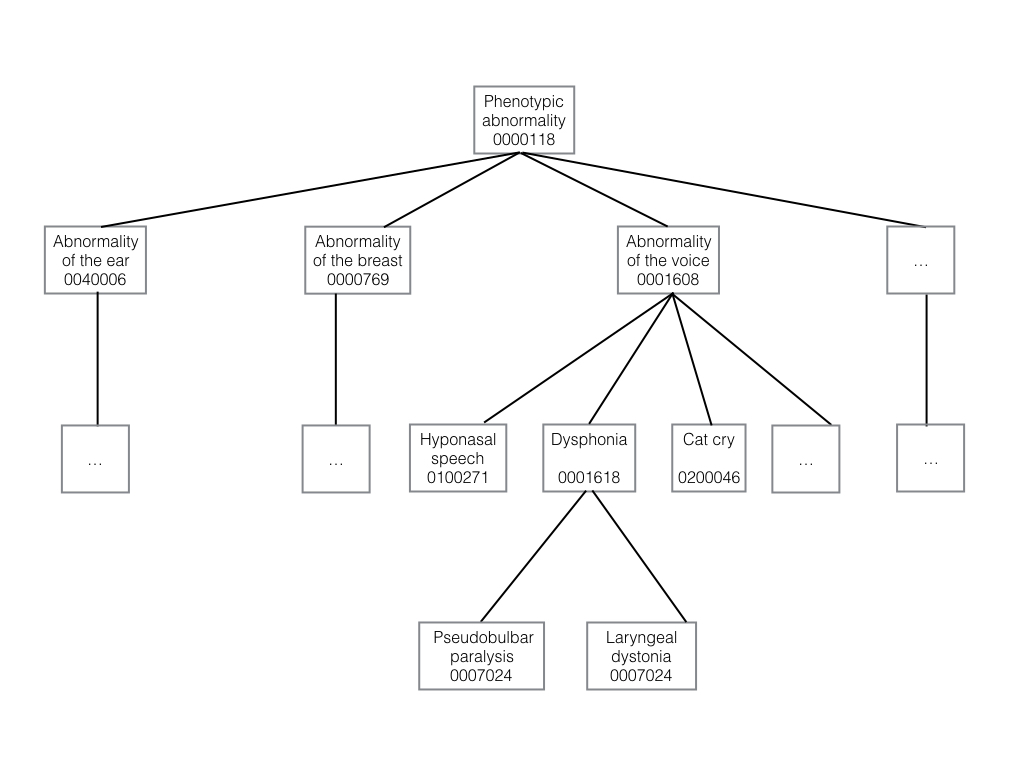 Phenotypic
abnormality
0000118
Abnormality
of the ear
0040006
Abnormality
of the breast
0000769
Abnormality
of the voice
0001608
...
...
...
Hyponasal
speech
0100271
Dysphonia
0001618
Cat cry
0200046
...
...
Pseudobulbar
paralysis
0007024
Laryngeal
dystonia
0007024